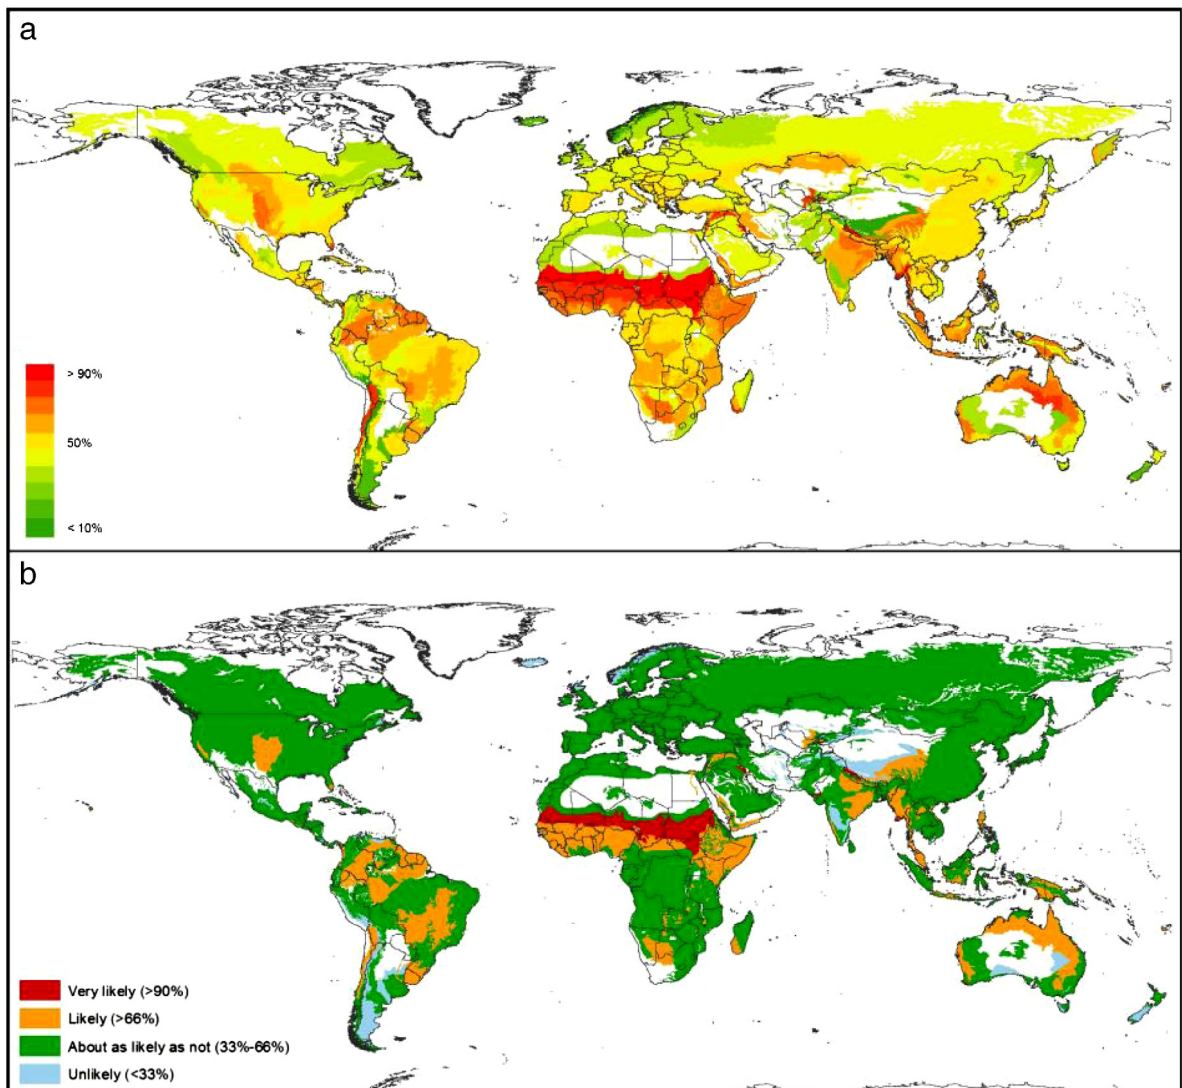 a
> 90%
50%
< 10%
b
Very likely (>90%)
Likely (>66%)
About as likely as not (33%-66%)
Unlikely (<33%)